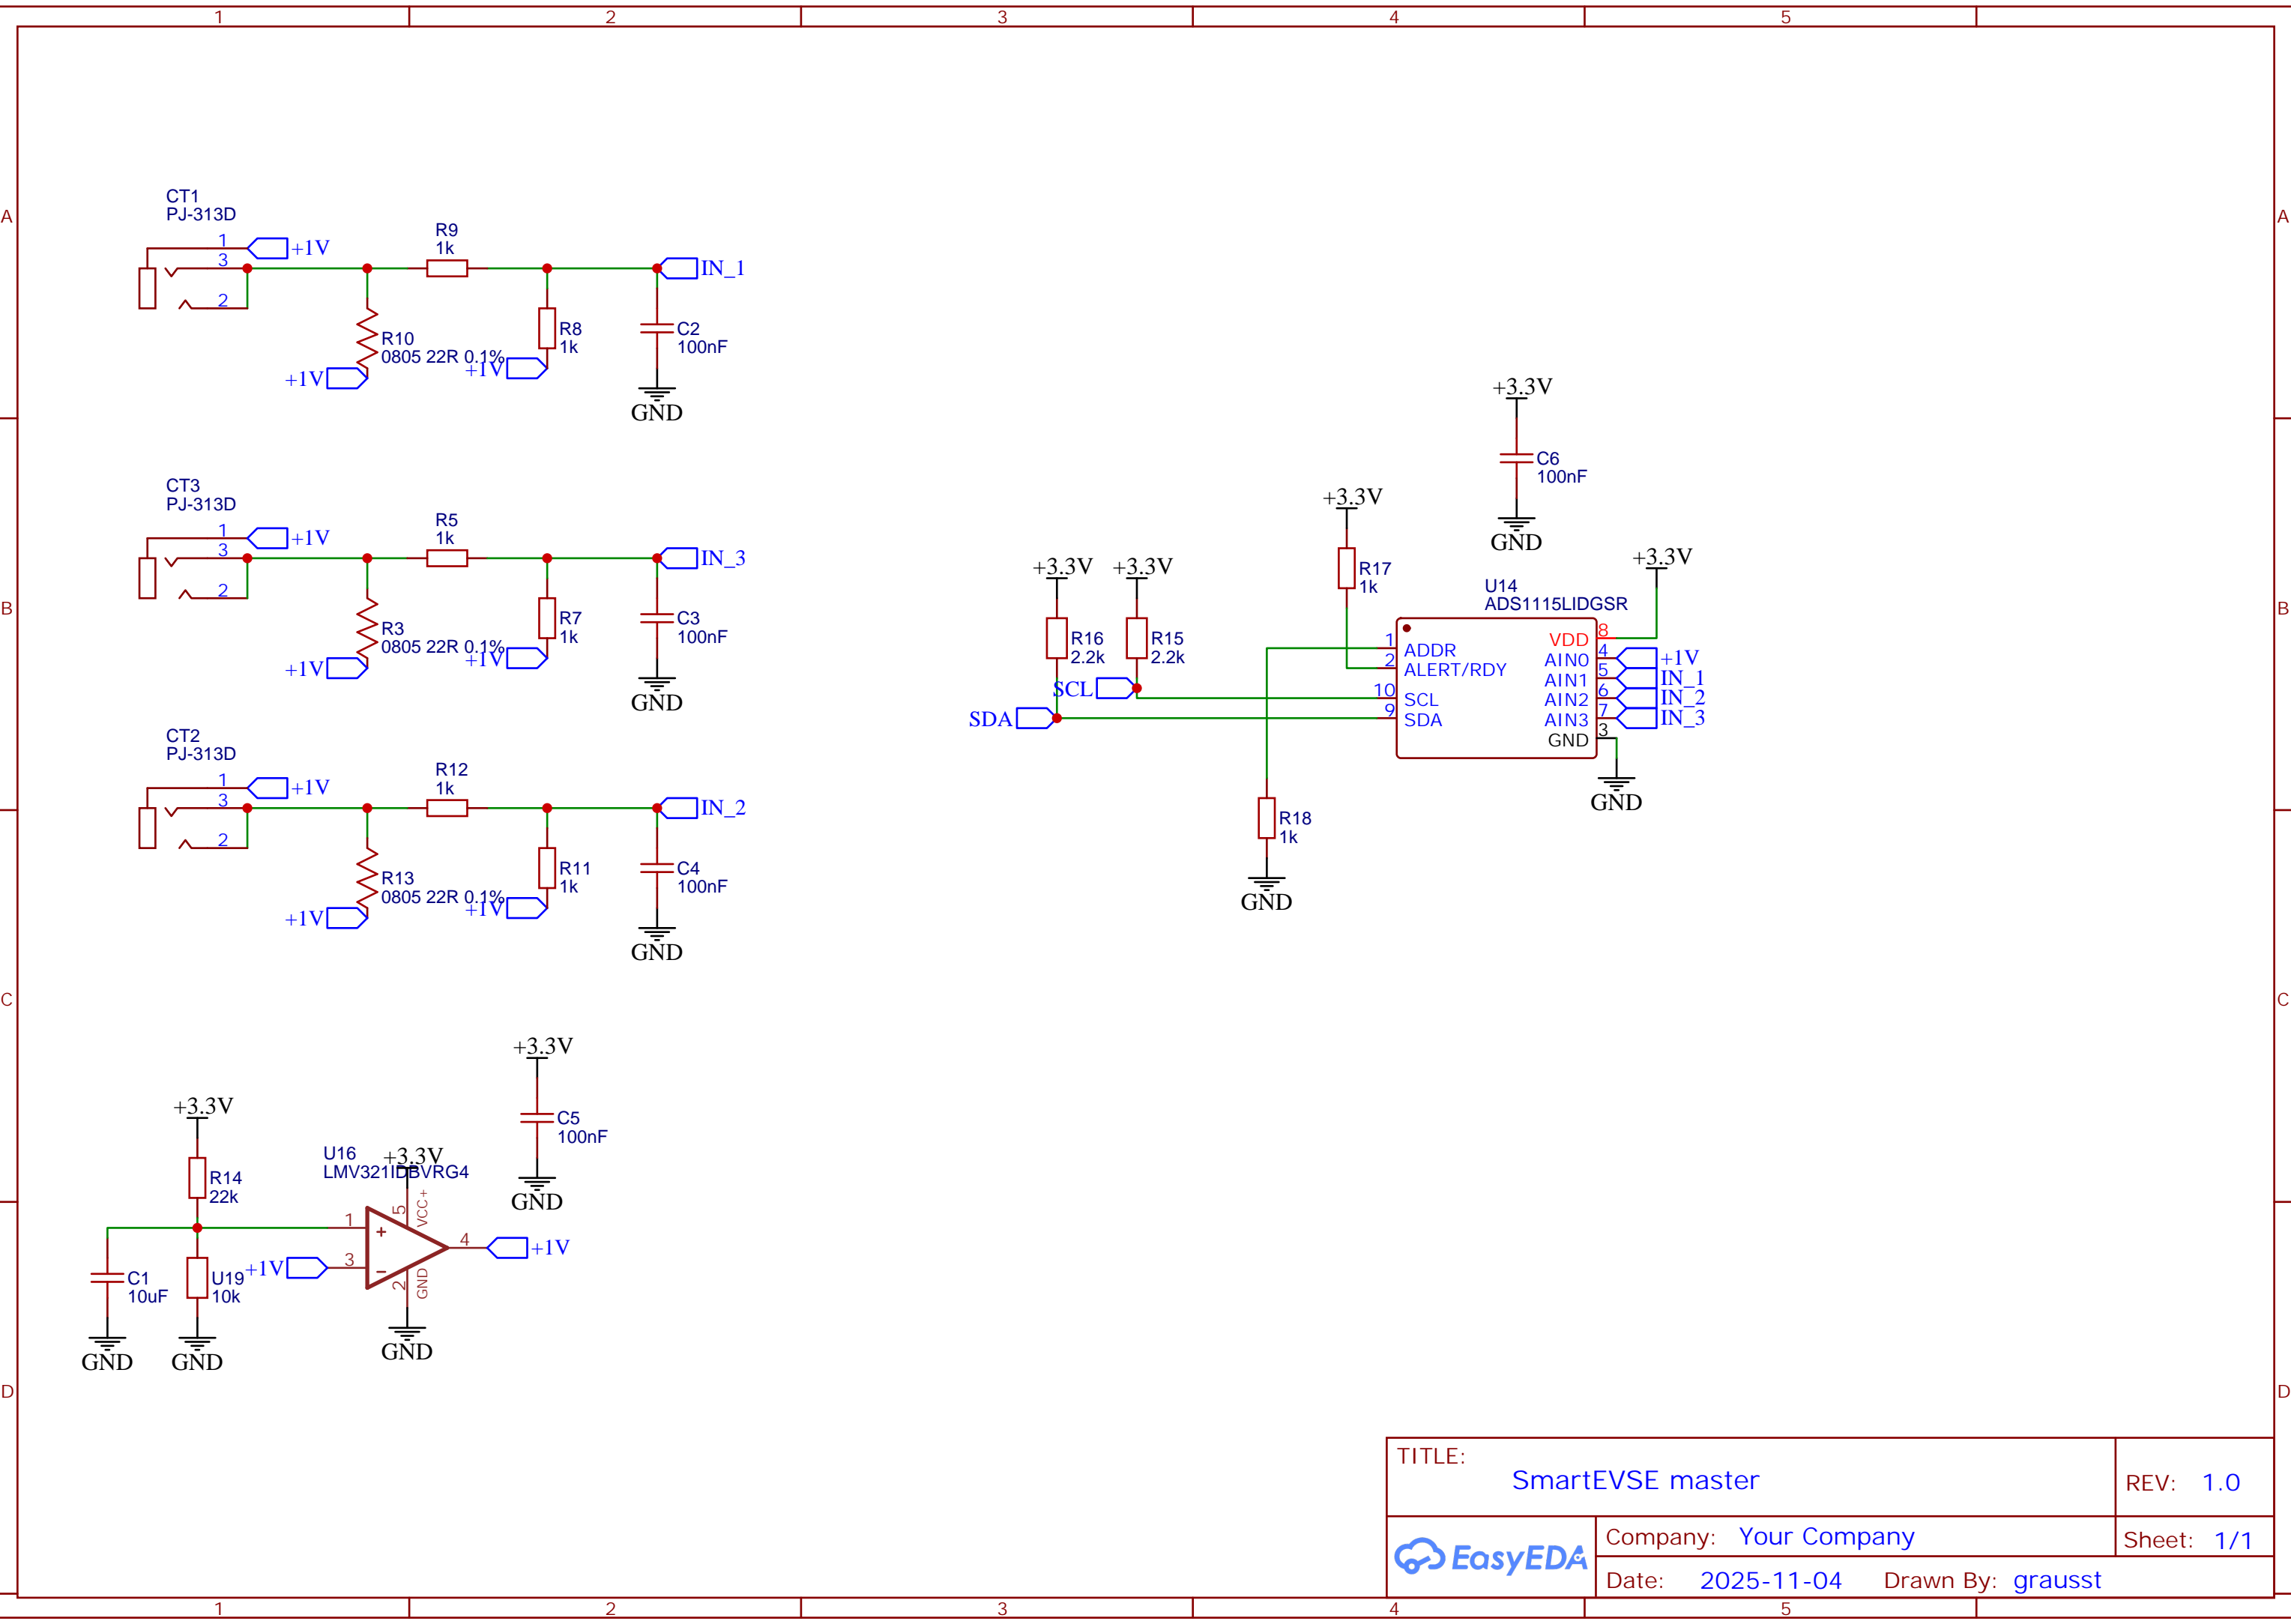 1 2 3 4 5
A A
B B
C C
D D
CT1
PJ-313D
1
+1V
3
2
R9
1k
IN_1
R10
0805 22R 0.1%
+1V
R8
1k
+1V
C2
100nF
GND
CT3
PJ-313D
1
+1V
3
2
R5
1k
IN_3
R3
0805 22R 0.1%
+1V
R7
1k
+1V
C3
100nF
GND
CT2
PJ-313D
1
+1V
3
2
R12
1k
IN_2
R13
0805 22R 0.1%
+1V
R11
1k
+1V
C4
100nF
GND
+3.3V
C5
100nF
GND
+3.3V
R14
22k
U16
LMV321IDBVRG4
+3.3V
1
+
5
VCC+
3
−
2
GND
4
+1V
+1V
C1
10uF
U19
10k
GND
GND
GND
+3.3V
C6
100nF
GND
+3.3V
R17
1k
+3.3V
+3.3V
R16
2.2k
R15
2.2k
SCL
SDA
+3.3V
U14
ADS1115LIDGSR
1
ADDR
2
ALERT/RDY
10
SCL
9
SDA
VDD
8
AIN0
4
+1V
AIN1
5
IN_1
AIN2
6
IN_2
AIN3
7
IN_3
GND
3
GND
R18
1k
GND
TITLE:
SmartEVSE master
REV: 1.0
EasyEDA
Company: Your Company
Sheet: 1/1
Date: 2025-11-04 Drawn By: grausst
1 2 3 4 5